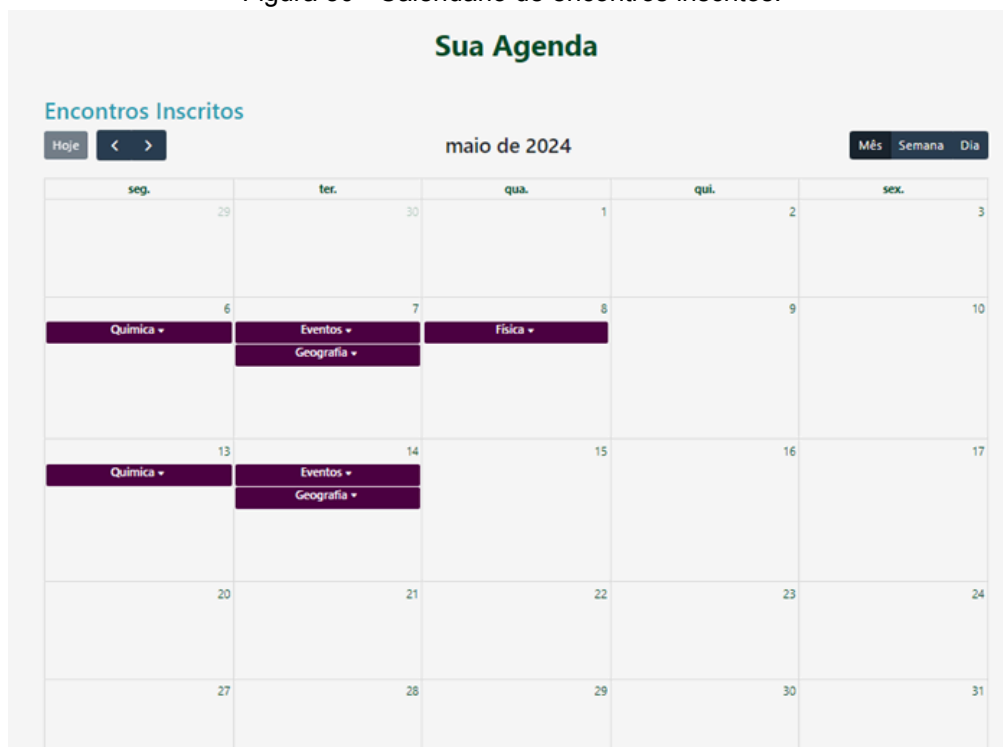 Sua Agenda
Encontros Inscritos
Hoje < > maio de 2024 Mês Semana Dia
seg. ter. qua. qui. sex.
29 30 1 2 3
6 7 8 9 10
Química Eventos Física
Geografia
13 14 15 16 17
Química Eventos
Geografia
20 21 22 23 24
27 28 29 30 31